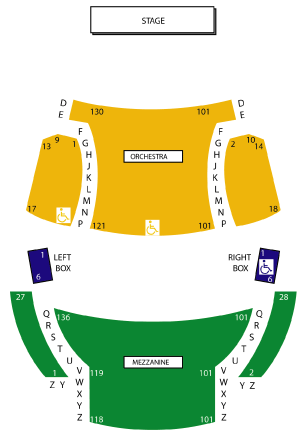 STAGE
D D
E 130 101 E
F F
G 9 1 2 10 G
H 13 14 H
ORCHESTRA
J J
K K
L L
M M
N 17 18 N
P 121 101 P
1 LEFT BOX 6
RIGHT BOX 1 6
27 28
Q 136 101 Q
R R
S S
T T
U U
MEZZANINE
1 119 101 2
Z Y V V Y Z
W W
X X
Y Y
Z 118 101 Z